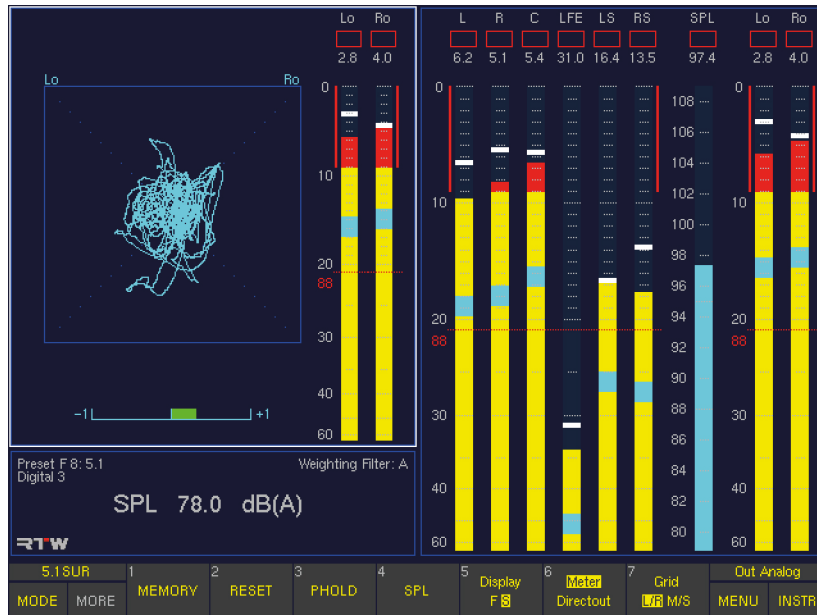 Lo Ro
2.8 4.0
Lo Ro
0
10
20
88
30
40
60
-1 +1
L R C LFE LS RS SPL Lo Ro
6.2 5.1 5.4 31.0 16.4 13.5 97.4 2.8 4.0
0 108 0
106
104
102
10 100 10
98
96
20 94 20
88 92 88
90
30 88 30
86
84
40 82 40
80
60 60
Preset F 8: 5.1 Weighting Filter: A
Digital 3
SPL 78.0 dB(A)
RTW
5.1SUR 1 2 3 4 5 6 7 Out Analog
MEMORY RESET PHOLD SPL Display Meter Grid
MODE MORE F S Directout L/R M/S MENU INSTR